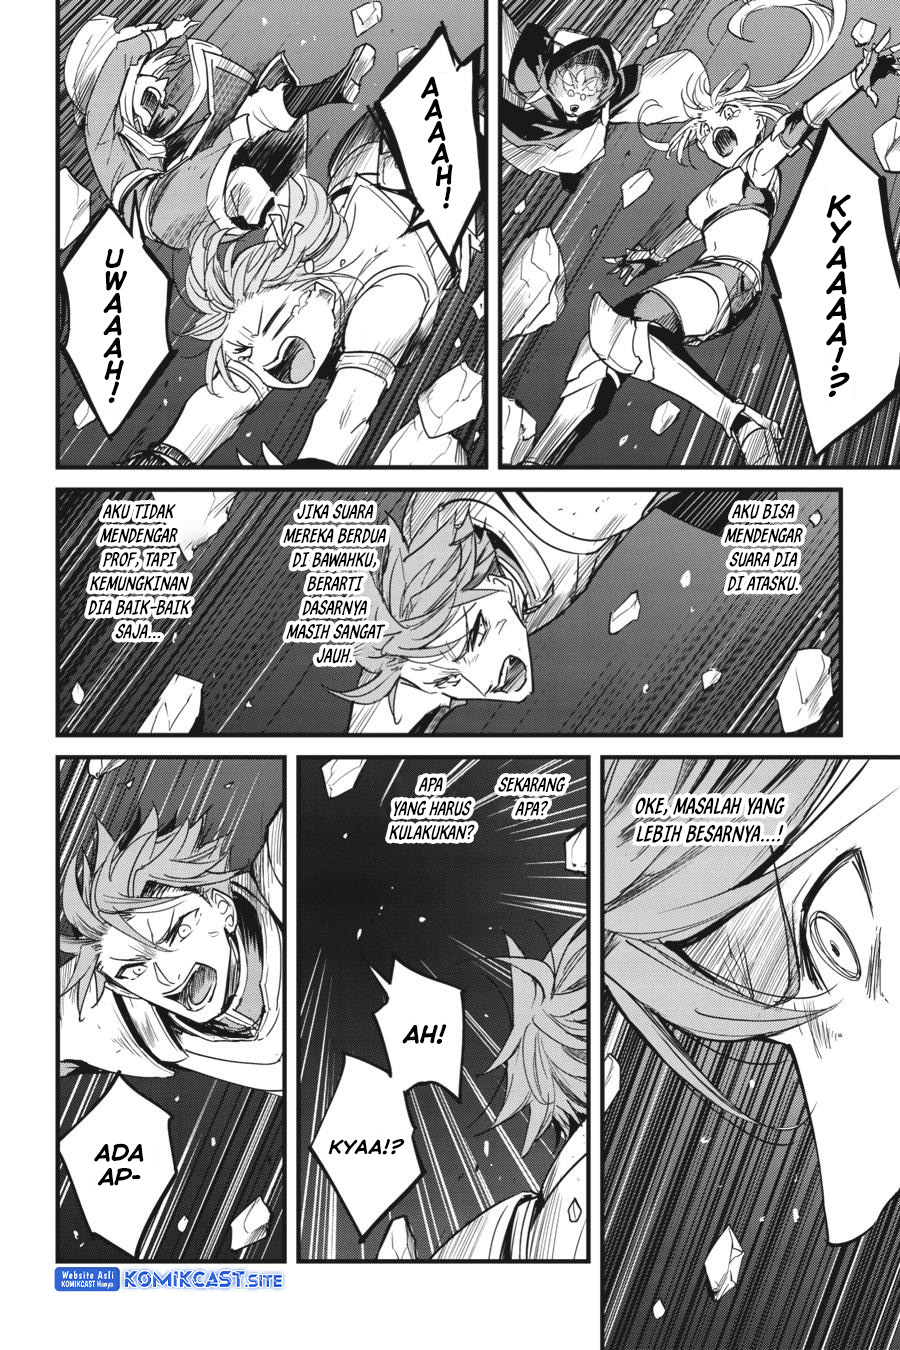 KYAAAA!?
AAAAH!
UWAAAH!
AKU BISA
MENDENGAR
SUARA DIA
DI ATASKU.
JIKA SUARA
MEREKA BERDUA
DI BAWAHKU,
BERARTI
DASARNYA
MASIH SANGAT
JAUH.
AKU TIDAK
MENDENGAR
PROF, TAPI
KEMUNGKINAN
DIA BAIK-BAIK
SAJA...
OKE, MASALAH YANG
LEBIH BESARNYA...!
SEKARANG
APA?
APA
YANG HARUS
KULAKUKAN?
AH!
KYAA!?
ADA
AP-
Website Asli
KOMIKCAST Hanya
KOMIKCAST.SITE